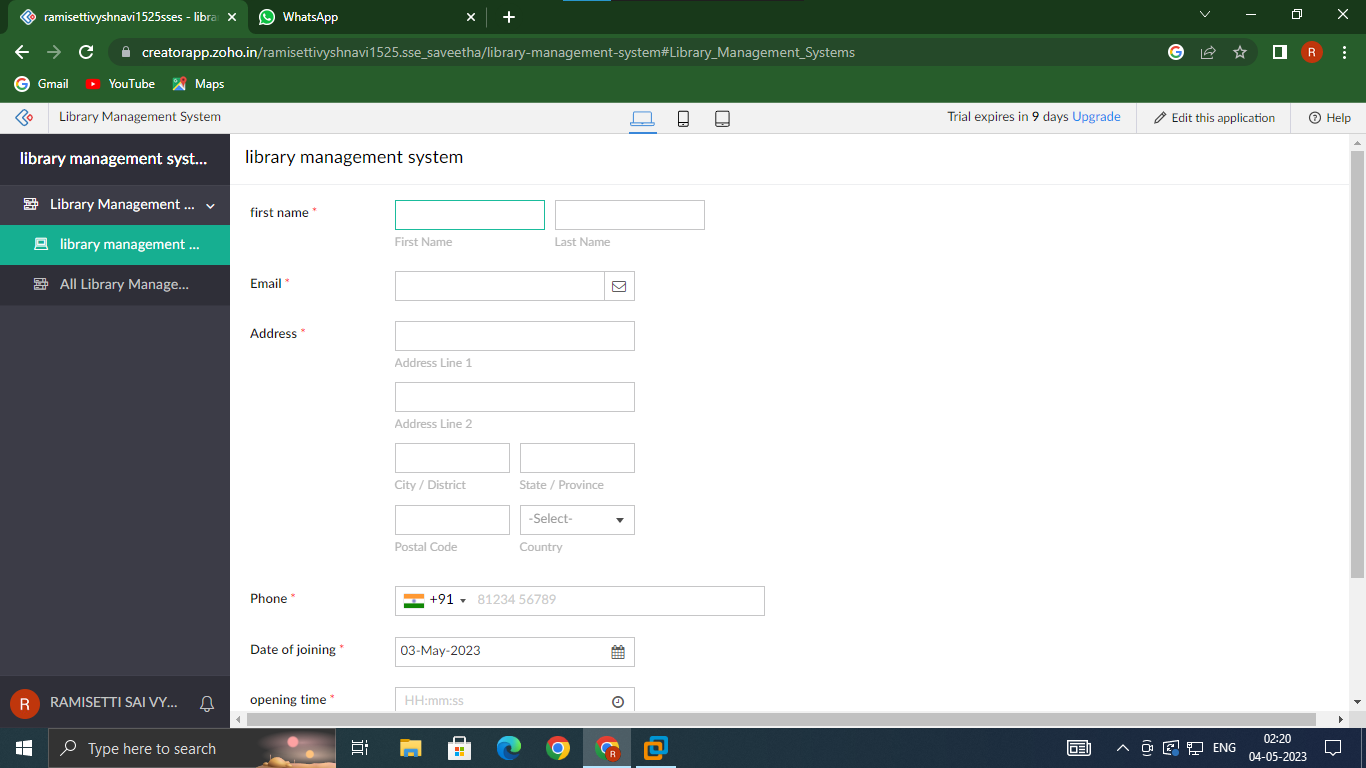 ramisettivyshnavi1525sses - libra
WhatsApp
creatorapp.zoho.in/ramisettivyshnavi1525.sse_saveetha/library-management-system#Library_Management_Systems
R
Gmail
YouTube
Maps
Library Management System
Trial expires in 9 days Upgrade
Edit this application
Help
library management syst...
library management system
Library Management ...
library management ...
All Library Manage...
first name *
First Name
Last Name
Email *
Address *
Address Line 1
Address Line 2
City / District
State / Province
-Select-
Postal Code
Country
Phone *
+91
81234 56789
Date of joining *
03-May-2023
opening time *
HH:mm:ss
R
RAMISETTI SAI VY...
Type here to search
R
ENG
02:20
04-05-2023